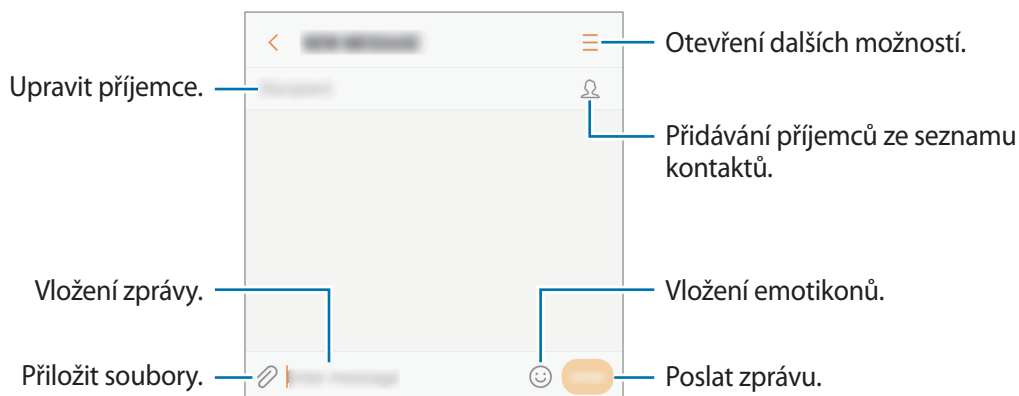 Otevření dalších možností.
Upravit příjemce.
Přidávání příjemců ze seznamu
kontaktů.
Vložení zprávy.
Vložení emotikonů.
Přiložit soubory.
Poslat zprávu.